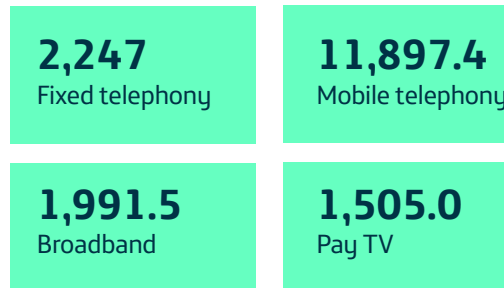 2,247
Fixed telephony
11,897.4
Mobile telephony
1,991.5
Broadband
1,505.0
Pay TV